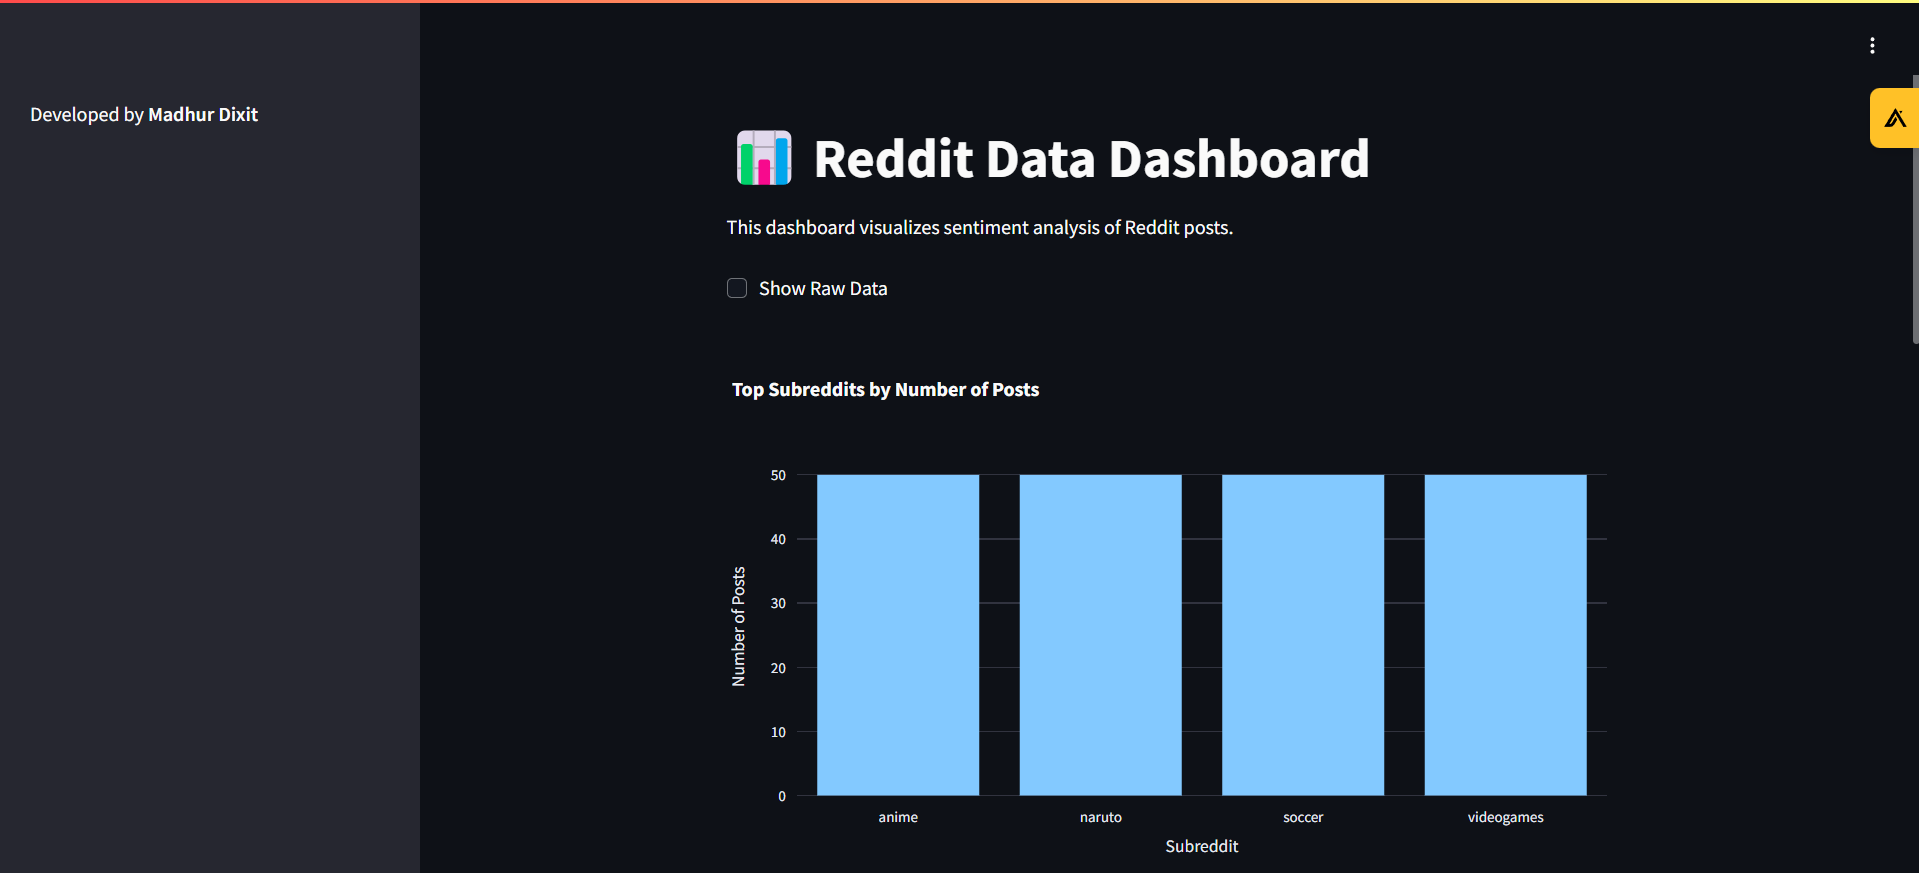 Developed by Madhur Dixit
Reddit Data Dashboard
This dashboard visualizes sentiment analysis of Reddit posts.
Show Raw Data
Top Subreddits by Number of Posts
Number of Posts
50
40
30
20
10
0
anime naruto soccer videogames
Subreddit